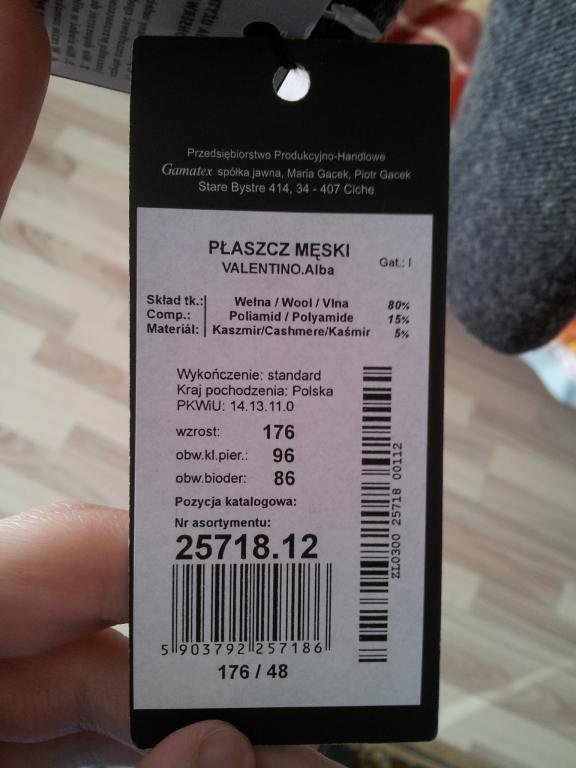 Przedsiębiorstwo Produkcyjno-Handlowe
Gamatex spółka jawna, Maria Gacek, Piotr Gacek
Stare Bystre 414, 34 - 407 Ciche
PŁASZCZ MĘSKI
VALENTINO.Alba
Gat.: I
Skład tk.: Wełna / Wool / Vlna 80%
Comp.: Poliamid / Polyamide 15%
Materiál: Kaszmir/Cashmere/Kaśmir 5%
Wykończenie: standard
Kraj pochodzenia: Polska
PKWiU: 14.13.11.0
wzrost: 176
obw.kl.pier.: 96
obw.bioder: 86
Pozycja katalogowa:
Nr asortymentu:
25718.12
5 903792 257186
176 / 48
ZL0300 25718 00112